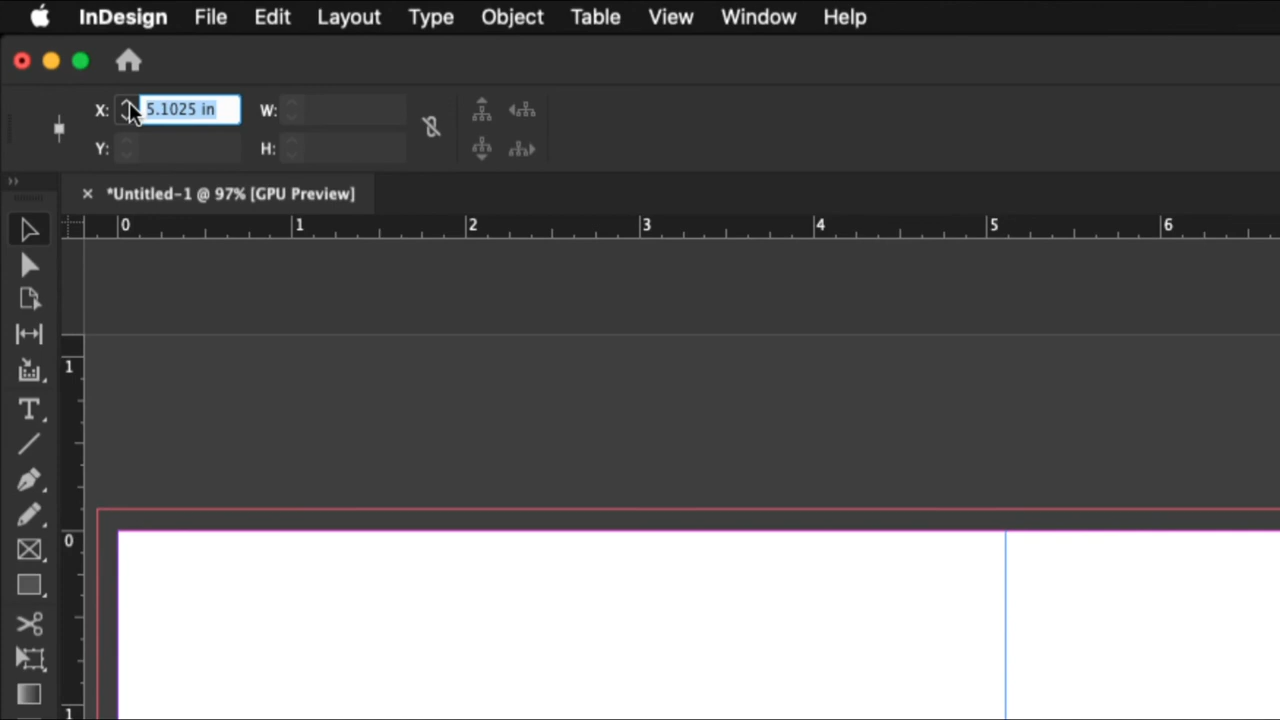 InDesign File Edit Layout Type Object Table View Window Help
X: 5.1025 in W:
Y: H:
*Untitled-1 @ 97% [GPU Preview]
0 1 2 3 4 5 6
1
0
1